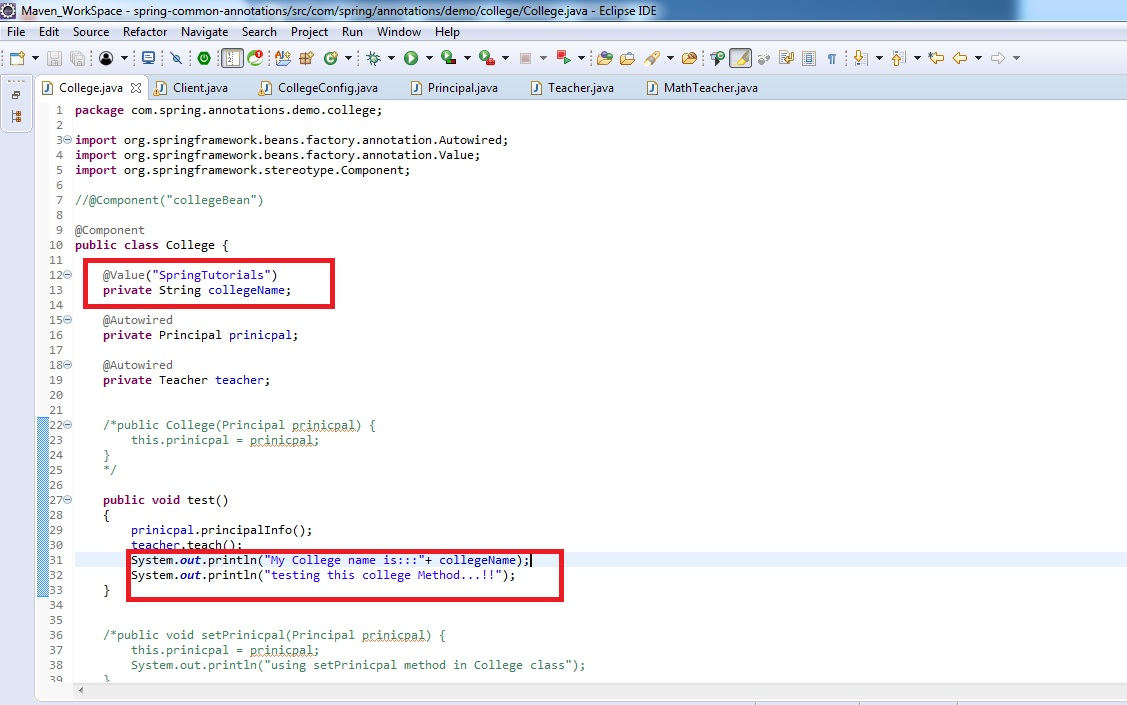 Maven_WorkSpace - spring-common-annotations/src/com/spring/annotations/demo/college/College.java - Eclipse IDE
File Edit Source Refactor Navigate Search Project Run Window Help
College.java Client.java CollegeConfig.java Principal.java Teacher.java MathTeacher.java
1 package com.spring.annotations.demo.college;
2
3 import org.springframework.beans.factory.annotation.Autowired;
4 import org.springframework.beans.factory.annotation.Value;
5 import org.springframework.stereotype.Component;
6
7 //@Component("collegeBean")
8
9 @Component
10 public class College {
11
12 @Value("SpringTutorials")
13 private String collegeName;
14
15 @Autowired
16 private Principal prinicpal;
17
18 @Autowired
19 private Teacher teacher;
20
21
22 /*public College(Principal prinicpal) {
23 this.prinicpal = prinicpal;
24 }
25 */
26
27 public void test()
28 {
29 prinicpal.principalInfo();
30 teacher.teach();
31 System.out.println("My College name is:::"+ collegeName);
32 System.out.println("testing this college Method...!!");
33 }
34
35
36 /*public void setPrinicpal(Principal prinicpal) {
37 this.prinicpal = prinicpal;
38 System.out.println("using setPrinicpal method in College class");
39 }